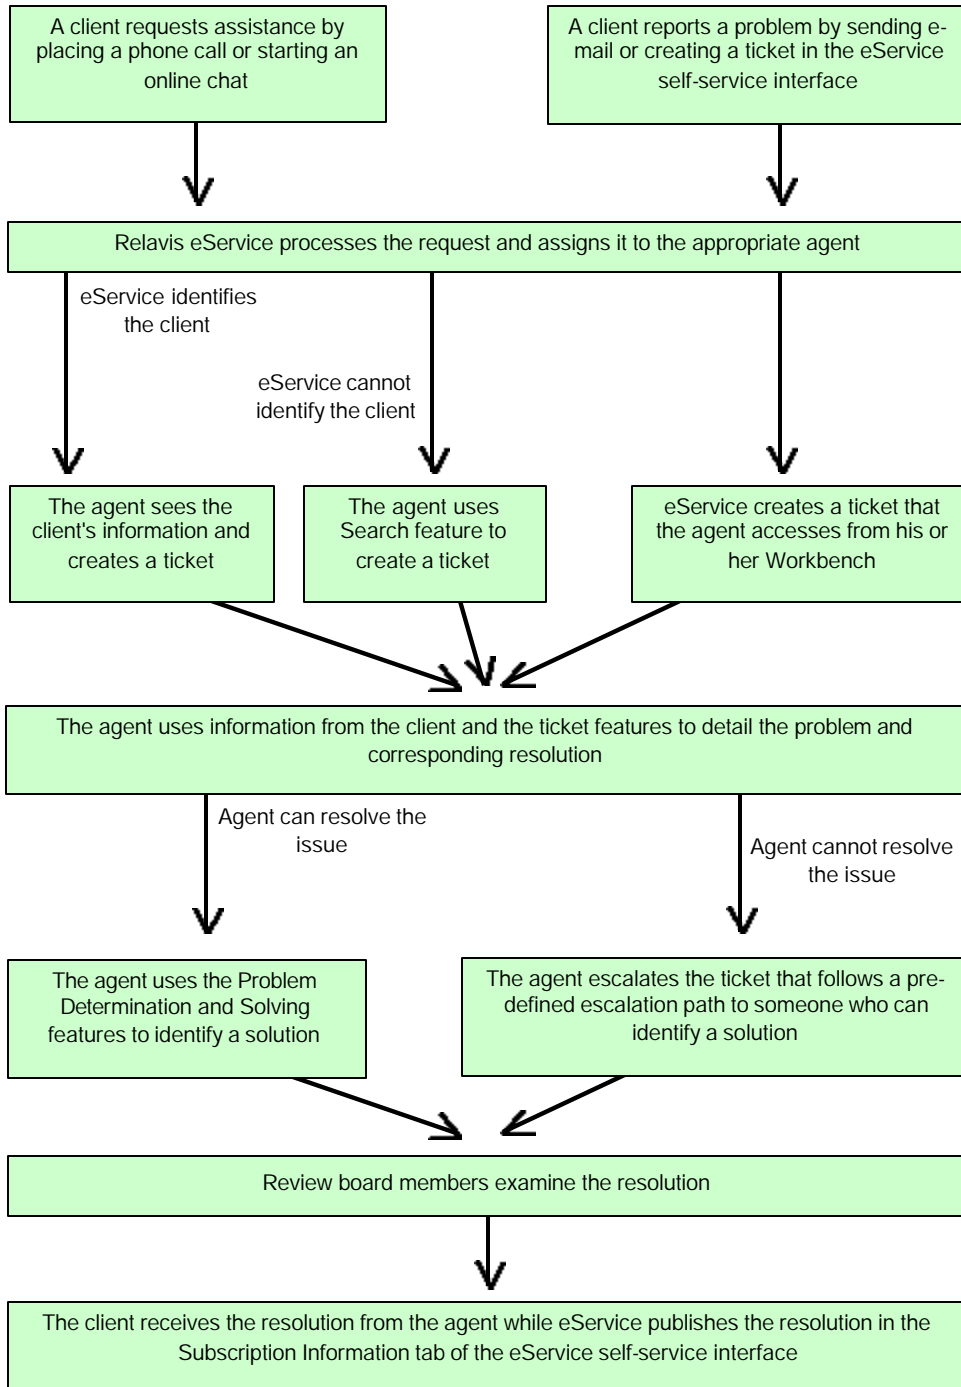 A client requests assistance by
placing a phone call or starting an
online chat
A client reports a problem by sending e-
mail or creating a ticket in the eService
self-service interface
Relavis eService processes the request and assigns it to the appropriate agent
eService identifies
the client
eService cannot
identify the client
The agent sees the
client's information and
creates a ticket
The agent uses
Search feature to
create a ticket
eService creates a ticket that
the agent accesses from his or
her Workbench
The agent uses information from the client and the ticket features to detail the problem and
corresponding resolution
Agent can resolve the
issue
Agent cannot resolve
the issue
The agent uses the Problem
Determination and Solving
features to identify a solution
The agent escalates the ticket that follows a pre-
defined escalation path to someone who can
identify a solution
Review board members examine the resolution
The client receives the resolution from the agent while eService publishes the resolution in the
Subscription Information tab of the eService self-service interface